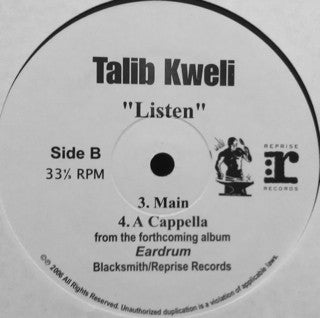 Talib Kweli
"Listen"
Side B
33⅓ RPM
REPRISE
r
RECORDS
3. Main
4. A Cappella
from the forthcoming album
Eardrum
Blacksmith/Reprise Records
©℗ 2006 All Rights Reserved. Unauthorized duplication is a violation of applicable laws.